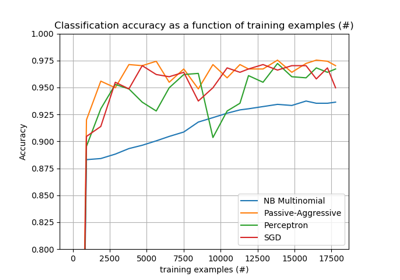 Classification accuracy as a function of training examples (#)
1.000
0.975
0.950
0.925
0.900
0.875
0.850
0.825
0.800
Accuracy
NB Multinomial
Passive-Aggressive
Perceptron
SGD
0 2500 5000 7500 10000 12500 15000 17500
training examples (#)